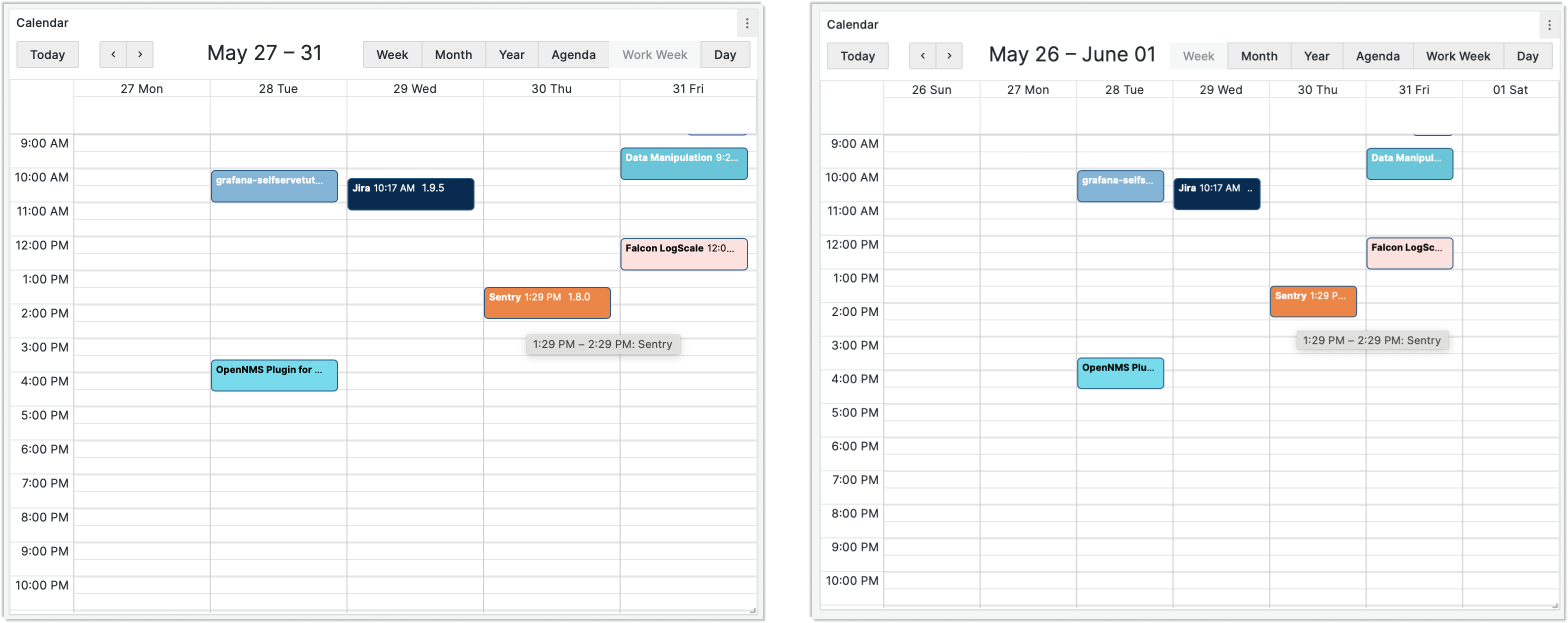 Calendar
Today
May 27 – 31
Week Month Year Agenda Work Week Day
27 Mon 28 Tue 29 Wed 30 Thu 31 Fri
9:00 AM
Data Manipulation 9:2...
10:00 AM
grafana-selfservetut...
Jira 10:17 AM 1.9.5
11:00 AM
12:00 PM
Falcon LogScale 12:0...
1:00 PM
Sentry 1:29 PM 1.8.0
2:00 PM
3:00 PM
1:29 PM – 2:29 PM: Sentry
OpenNMS Plugin for ...
4:00 PM
5:00 PM
6:00 PM
7:00 PM
8:00 PM
9:00 PM
10:00 PM
Calendar
Today
May 26 – June 01
Week Month Year Agenda Work Week Day
26 Sun 27 Mon 28 Tue 29 Wed 30 Thu 31 Fri 01 Sat
9:00 AM
Data Manipul...
10:00 AM
grafana-selfs...
Jira 10:17 AM ..
11:00 AM
12:00 PM
Falcon LogSc...
1:00 PM
Sentry 1:29 P...
2:00 PM
3:00 PM
1:29 PM – 2:29 PM: Sentry
OpenNMS Plu...
4:00 PM
5:00 PM
6:00 PM
7:00 PM
8:00 PM
9:00 PM
10:00 PM